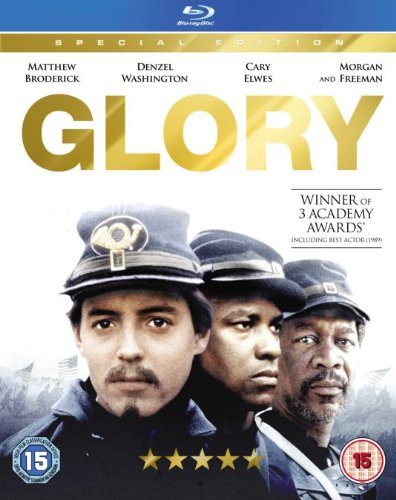 Blu-ray Disc
SPECIAL EDITION
MATTHEW BRODERICK
DENZEL WASHINGTON
CARY ELWES
MORGAN AND FREEMAN
GLORY
WINNER OF
3 ACADEMY
AWARDS®
INCLUDING BEST ACTOR (1989)
15
15